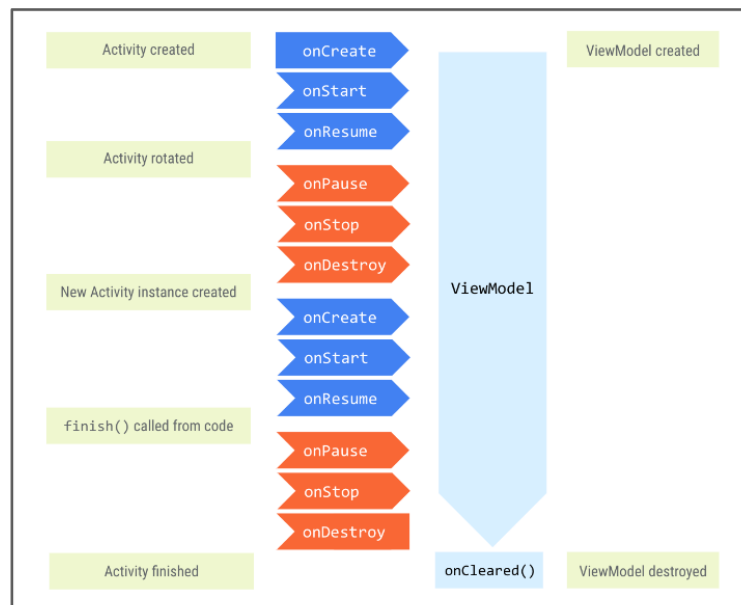 Activity created
onCreate
ViewModel created
onStart
onResume
Activity rotated
onPause
onStop
onDestroy
New Activity instance created
ViewModel
onCreate
onStart
onResume
finish() called from code
onPause
onStop
onDestroy
Activity finished
onCleared()
ViewModel destroyed